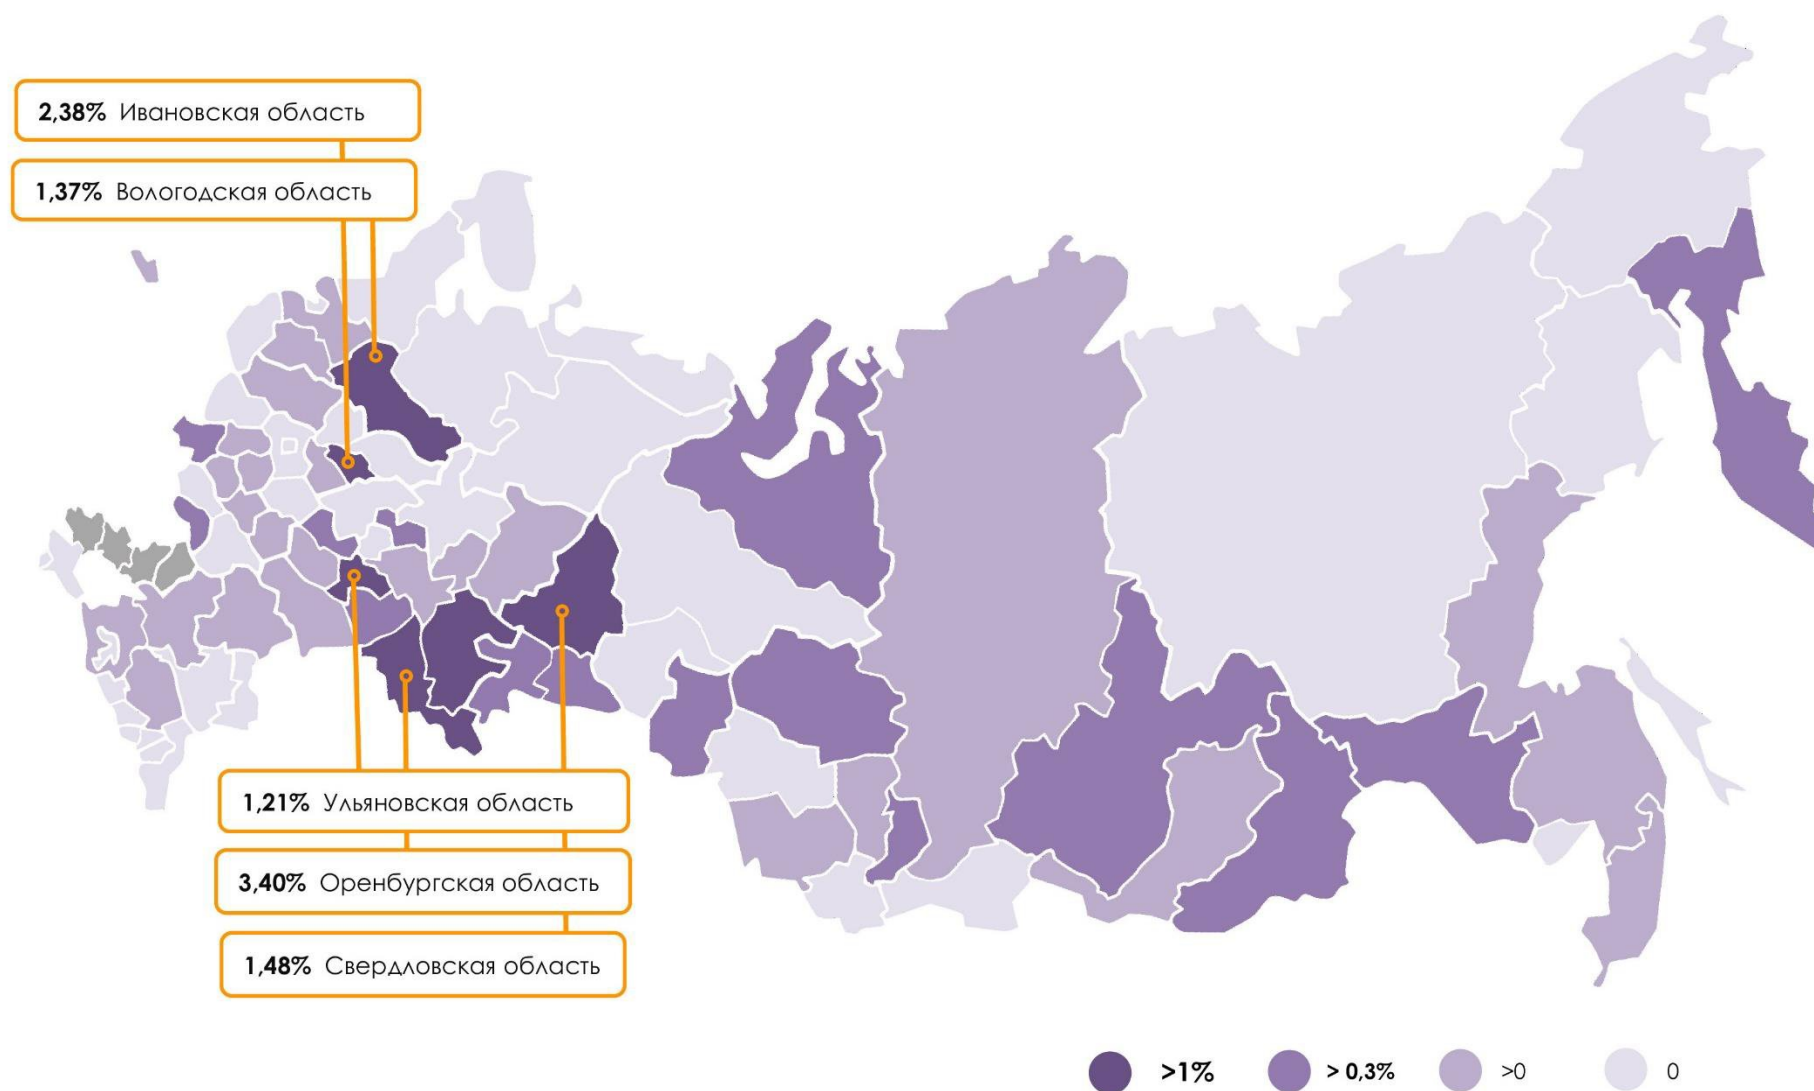 2,38% Ивановская область
1,37% Вологодская область
1,21% Ульяновская область
3,40% Оренбургская область
1,48% Свердловская область
>1% > 0,3% >0 0